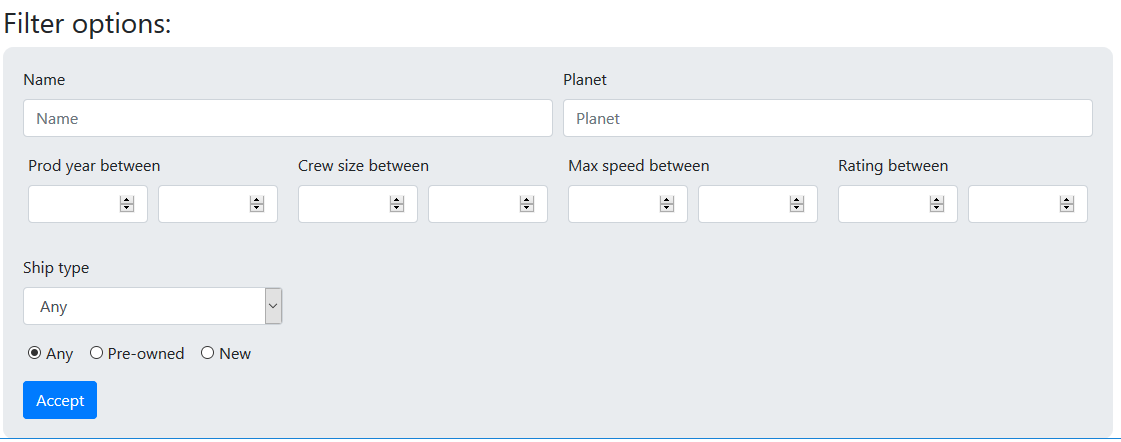 Filter options:
Name Planet
Name Planet
Prod year between Crew size between Max speed between Rating between
Ship type
Any
Any Pre-owned New
Accept